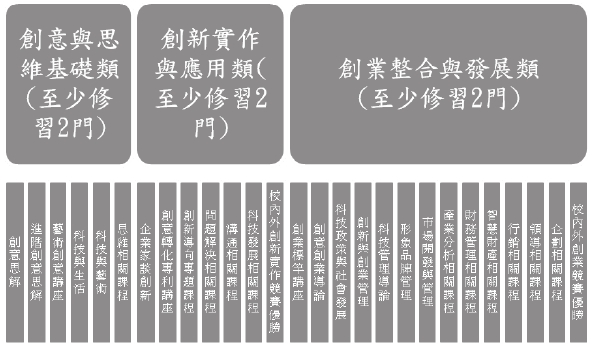 創意與思
維基礎類
(至少修
習2門)
創新實作
與應用類(
至少修習2
門)
創業整合與發展類
(至少修習2門)
創意思解
進階創意思解
藝術創意講座
科技與生活
科技與藝術
思維相關課程
企業家談創新
創意轉化專利講座
創新導向專題課程
問題解決相關課程
溝通相關課程
科技發展相關課程
校內外創新實作競賽優勝
創業標竿講座
創意創業導論
科技政策與社會發展
創新與創業管理
科技管理導論
形象品牌管理
市場開發與管理
產業分析相關課程
財務管理相關課程
智慧財產相關課程
行銷相關課程
領導相關課程
企劃相關課程
校內外創業競賽優勝